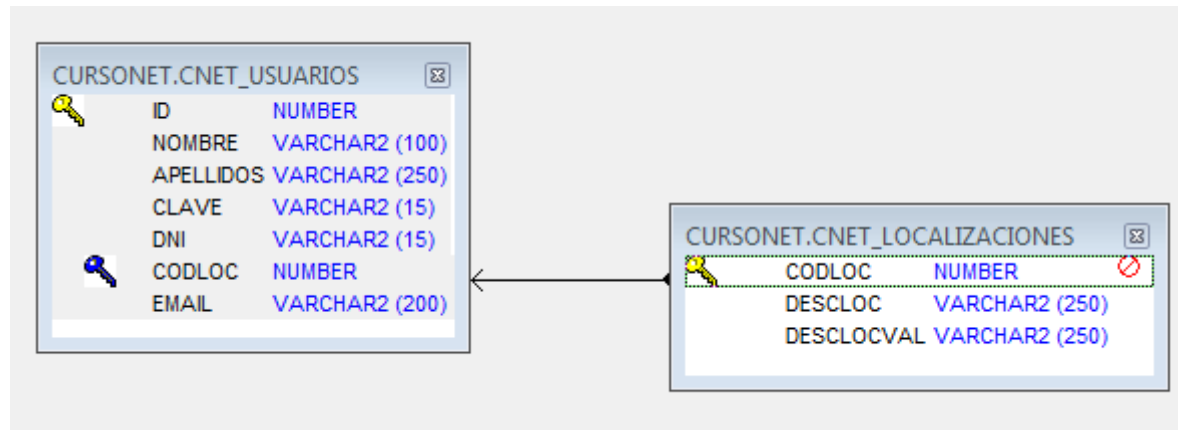 CURSONET.CNET_USUARIOS
ID NUMBER
NOMBRE VARCHAR2 (100)
APELLIDOS VARCHAR2 (250)
CLAVE VARCHAR2 (15)
DNI VARCHAR2 (15)
CODLOC NUMBER
EMAIL VARCHAR2 (200)
CURSONET.CNET_LOCALIZACIONES
CODLOC NUMBER
DESCLOC VARCHAR2 (250)
DESCLOCVAL VARCHAR2 (250)